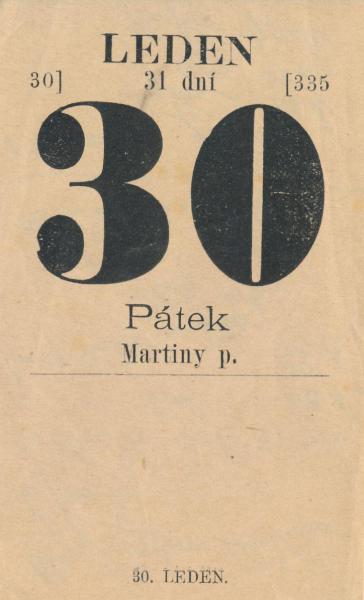 LEDEN
30] 31 dní [335
30
Pátek
Martiny p.
30. LEDEN.